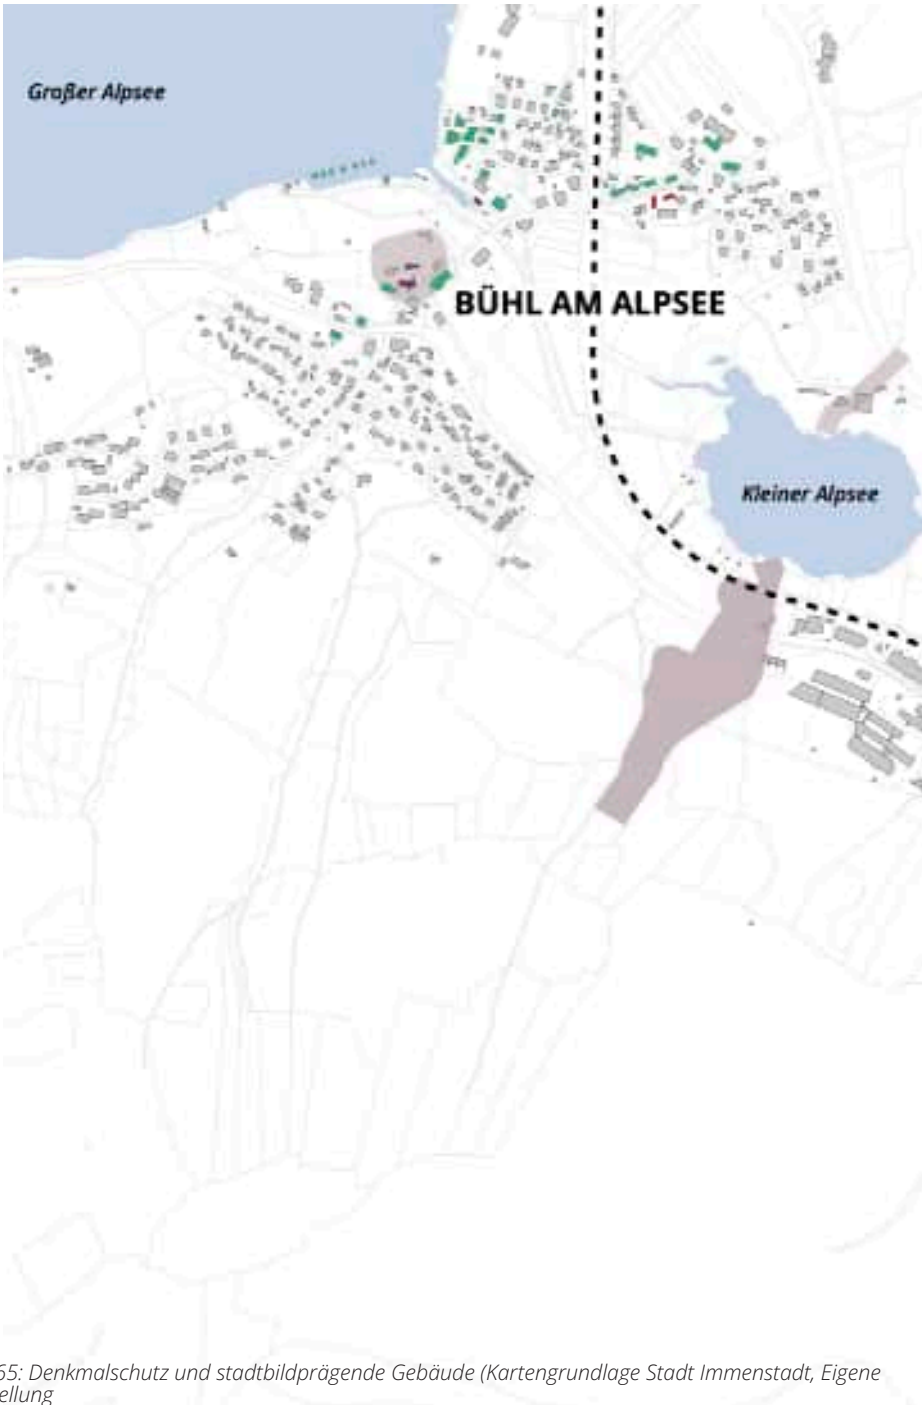 Großer Alpsee
BÜHL AM ALPSEE
Kleiner Alpsee
65: Denkmalschutz und stadtbildprägende Gebäude (Kartengrundlage Stadt Immenstadt, Eigene
ellung